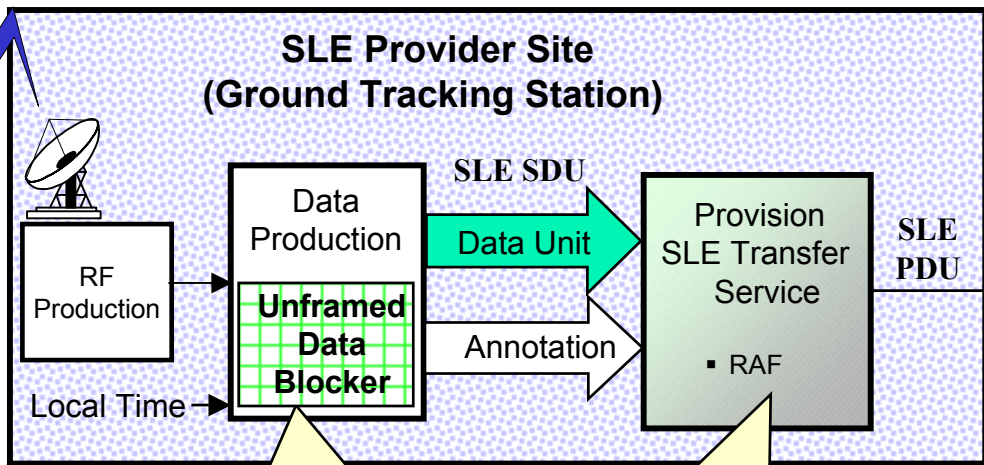 SLE Provider Site
(Ground Tracking Station)
RF
Production
Local Time
Data
Production
Unframed
Data
Blocker
SLE SDU
Data Unit
Annotation
Provision
SLE Transfer
Service
▪ RAF
SLE
PDU